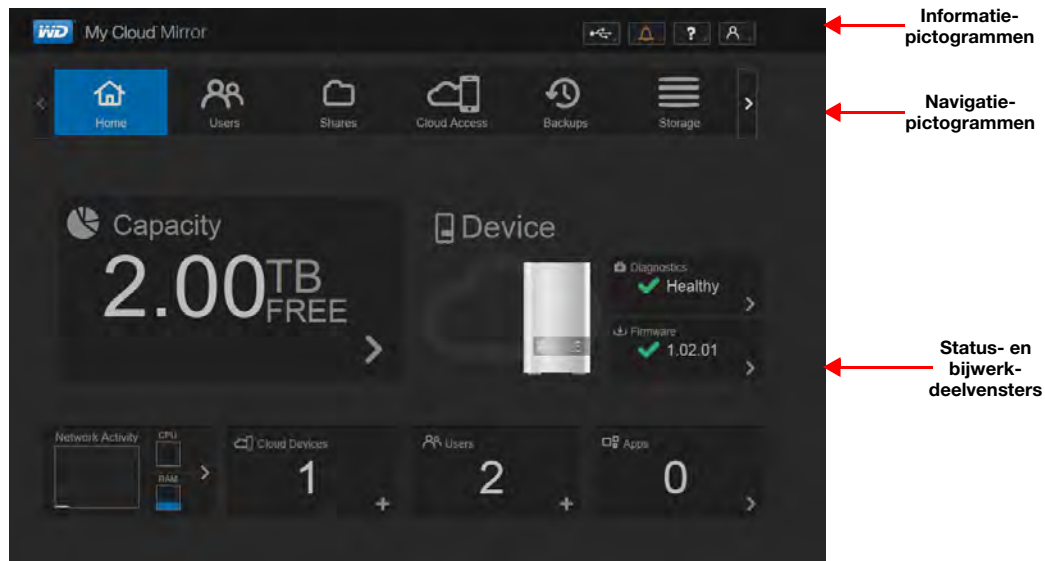 WD My Cloud Mirror
?
Informatie-
pictogrammen
Home
Users
Shares
Cloud Access
Backups
Storage
Navigatie-
pictogrammen
Capacity
2.00 TB
FREE
Device
Diagnostics
Healthy
Firmware
1.02.01
Status- en
bijwerk-
deelvensters
Network Activity
CPU
RAM
Cloud Devices
1
Users
2
Apps
0